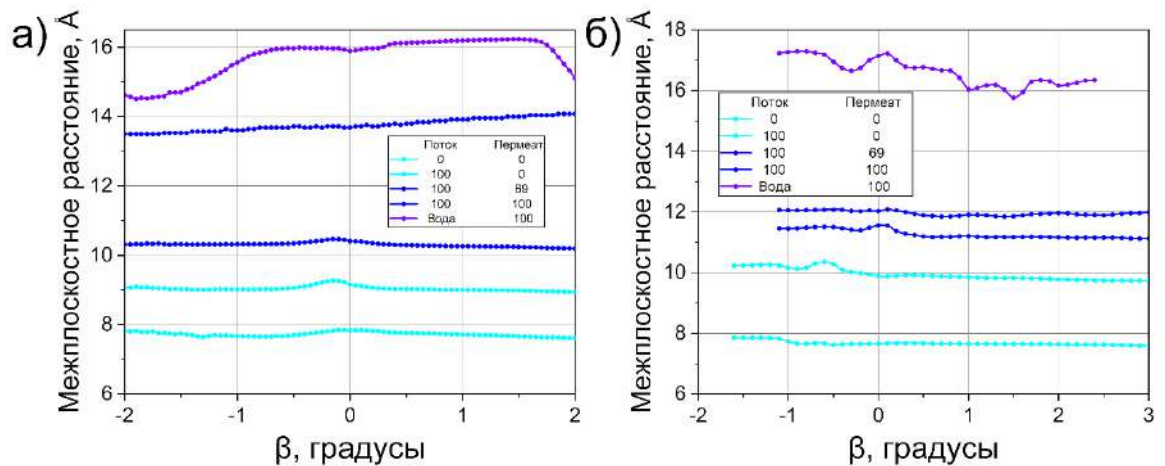 а)
Межплоскостное расстояние, Å
16
14
12
10
8
6
Поток Пермеат
0 0
100 0
100 69
100 100
Вода 100
-2 -1 0 1 2
β, градусы
б)
Межплоскостное расстояние, Å
18
16
14
12
10
8
6
Поток Пермеат
0 0
100 0
100 69
100 100
Вода 100
-2 -1 0 1 2 3
β, градусы